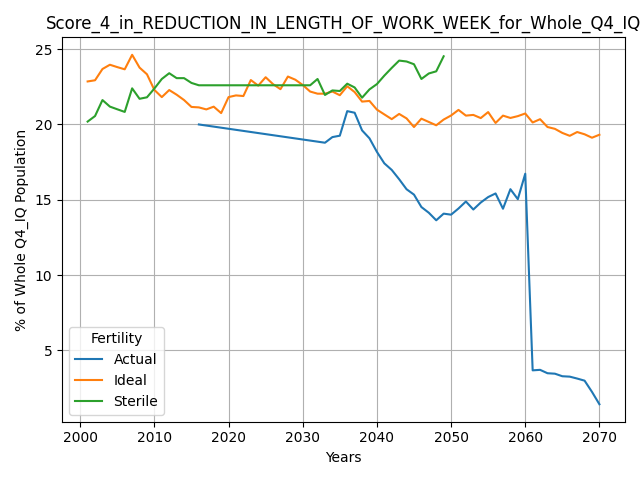 Score_4_in_REDUCTION_IN_LENGTH_OF_WORK_WEEK_for_Whole_Q4_IQ
25
20
15
10
5
% of Whole Q4_IQ Population
Fertility
Actual
Ideal
Sterile
2000 2010 2020 2030 2040 2050 2060 2070
Years